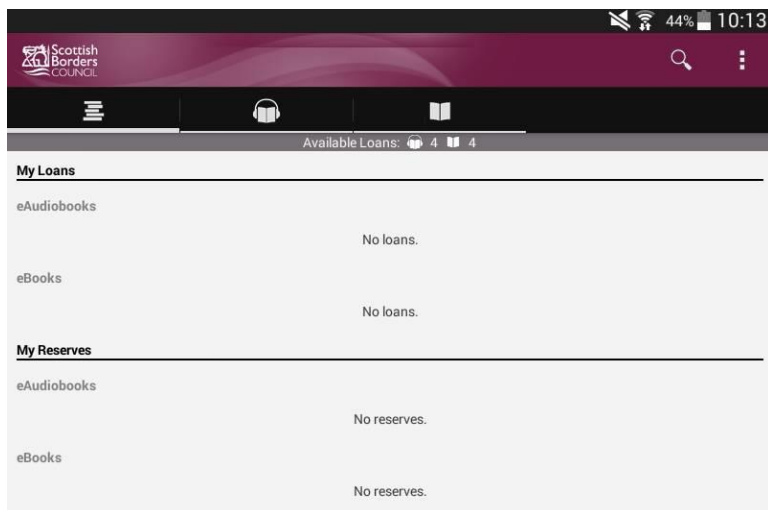 44% 10:13
Scottish
Borders
COUNCIL
Available Loans: 4 4
My Loans
eAudiobooks
No loans.
eBooks
No loans.
My Reserves
eAudiobooks
No reserves.
eBooks
No reserves.